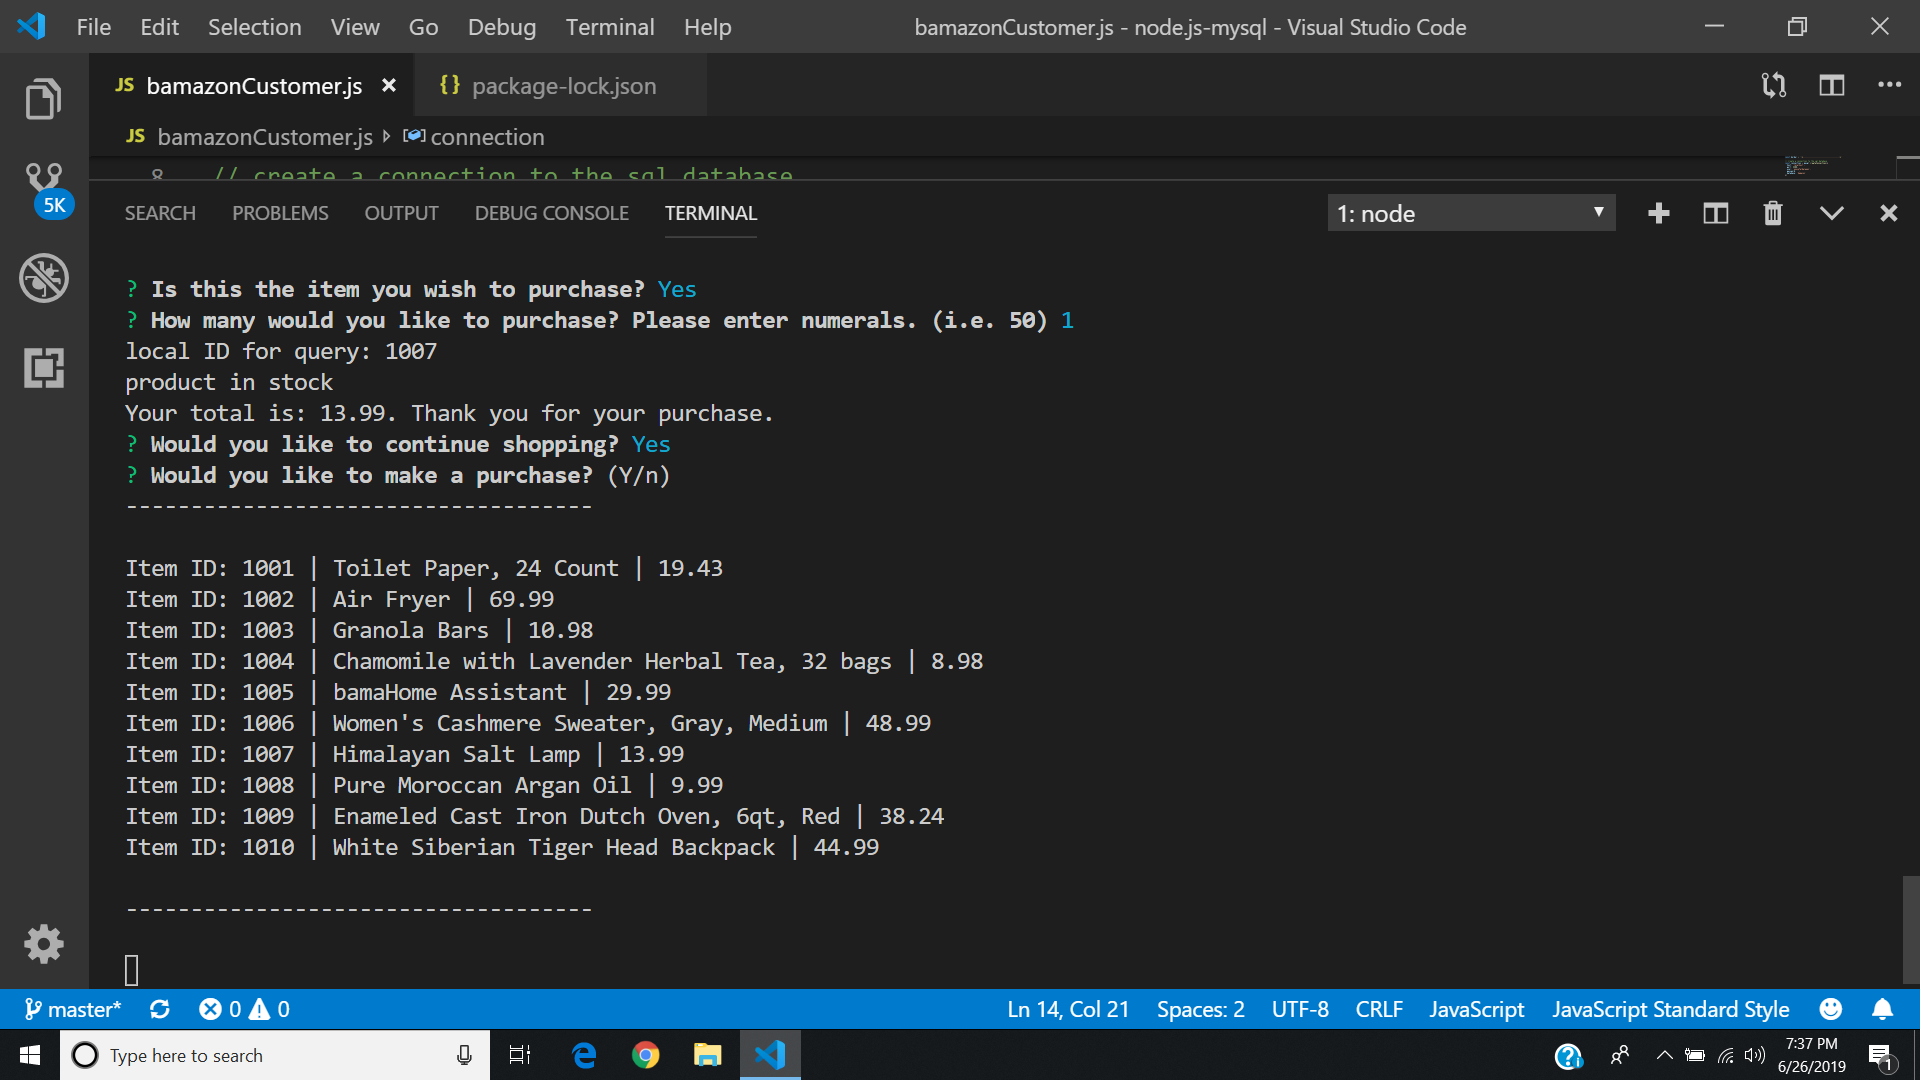 File Edit Selection View Go Debug Terminal Help bamazonCustomer.js - node.js-mysql - Visual Studio Code
JS bamazonCustomer.js {} package-lock.json
JS bamazonCustomer.js connection
8 // create a connection to the sql database
5K
SEARCH PROBLEMS OUTPUT DEBUG CONSOLE TERMINAL 1: node
? Is this the item you wish to purchase? Yes
? How many would you like to purchase? Please enter numerals. (i.e. 50) 1
local ID for query: 1007
product in stock
Your total is: 13.99. Thank you for your purchase.
? Would you like to continue shopping? Yes
? Would you like to make a purchase? (Y/n)
------------------------------------
Item ID: 1001 | Toilet Paper, 24 Count | 19.43
Item ID: 1002 | Air Fryer | 69.99
Item ID: 1003 | Granola Bars | 10.98
Item ID: 1004 | Chamomile with Lavender Herbal Tea, 32 bags | 8.98
Item ID: 1005 | bamaHome Assistant | 29.99
Item ID: 1006 | Women's Cashmere Sweater, Gray, Medium | 48.99
Item ID: 1007 | Himalayan Salt Lamp | 13.99
Item ID: 1008 | Pure Moroccan Argan Oil | 9.99
Item ID: 1009 | Enameled Cast Iron Dutch Oven, 6qt, Red | 38.24
Item ID: 1010 | White Siberian Tiger Head Backpack | 44.99
------------------------------------
master* 0 0 Ln 14, Col 21 Spaces: 2 UTF-8 CRLF JavaScript JavaScript Standard Style
Type here to search
7:37 PM
6/26/2019
1